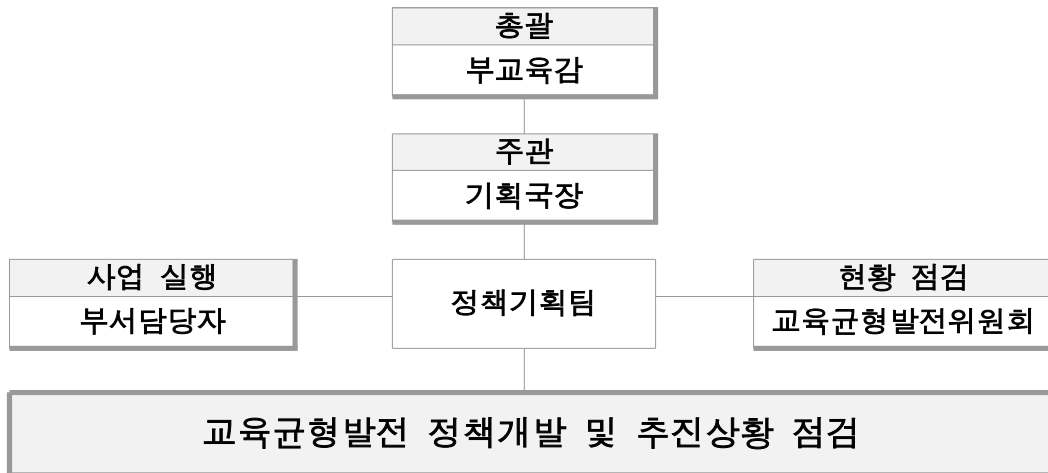 총괄
부교육감
주관
기획국장
사업 실행
부서담당자
정책기획팀
현황 점검
교육균형발전위원회
교육균형발전 정책개발 및 추진상황 점검